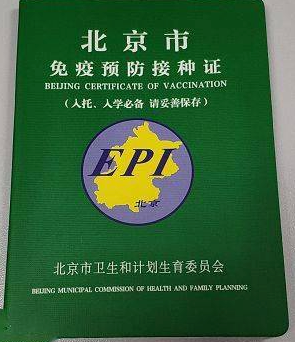 北京市
免疫预防接种证
BEIJING CERTIFICATE OF VACCINATION
(入托、入学必备 请妥善保存)
EPI
北京
北京市卫生和计划生育委员会
BEIJING MUNICIPAL COMMISSION OF HEALTH AND FAMILY PLANNING